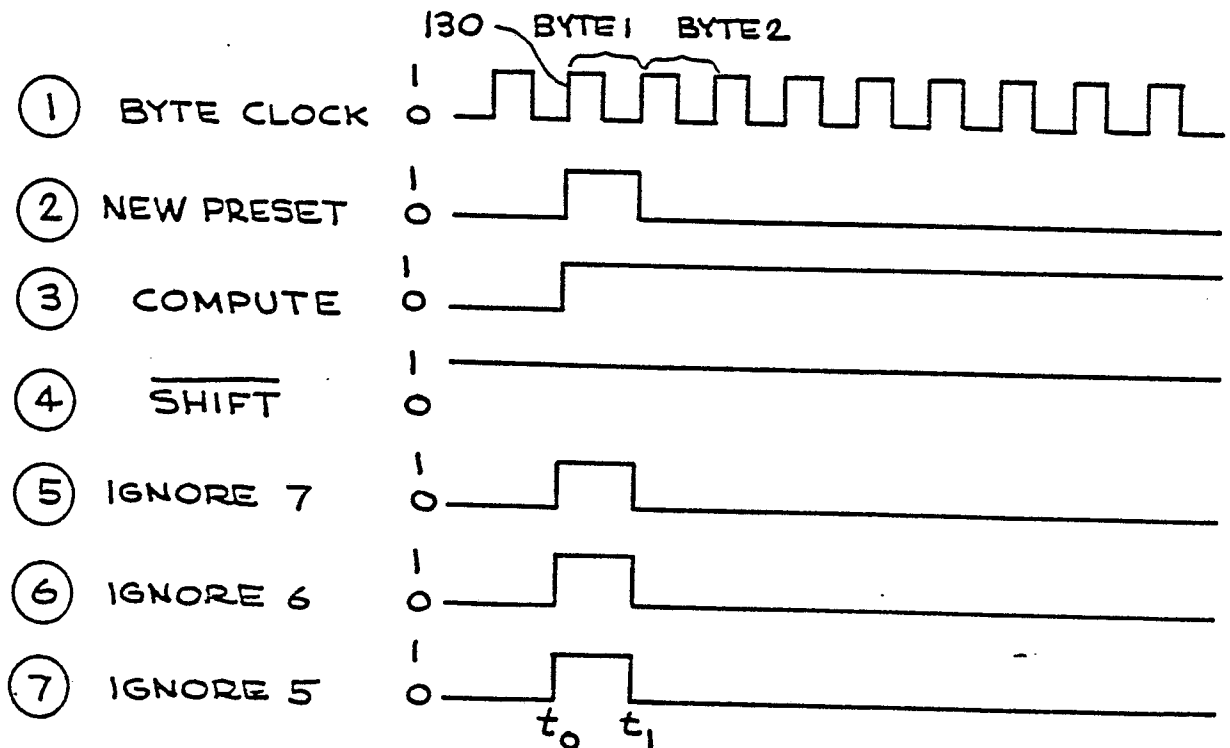 130 BYTE1 BYTE2
1 BYTE CLOCK 1 0
2 NEW PRESET 1 0
3 COMPUTE 1 0
4 SHIFT 1 0
5 IGNORE 7 1 0
6 IGNORE 6 1 0
7 IGNORE 5 1 0
t0 t1